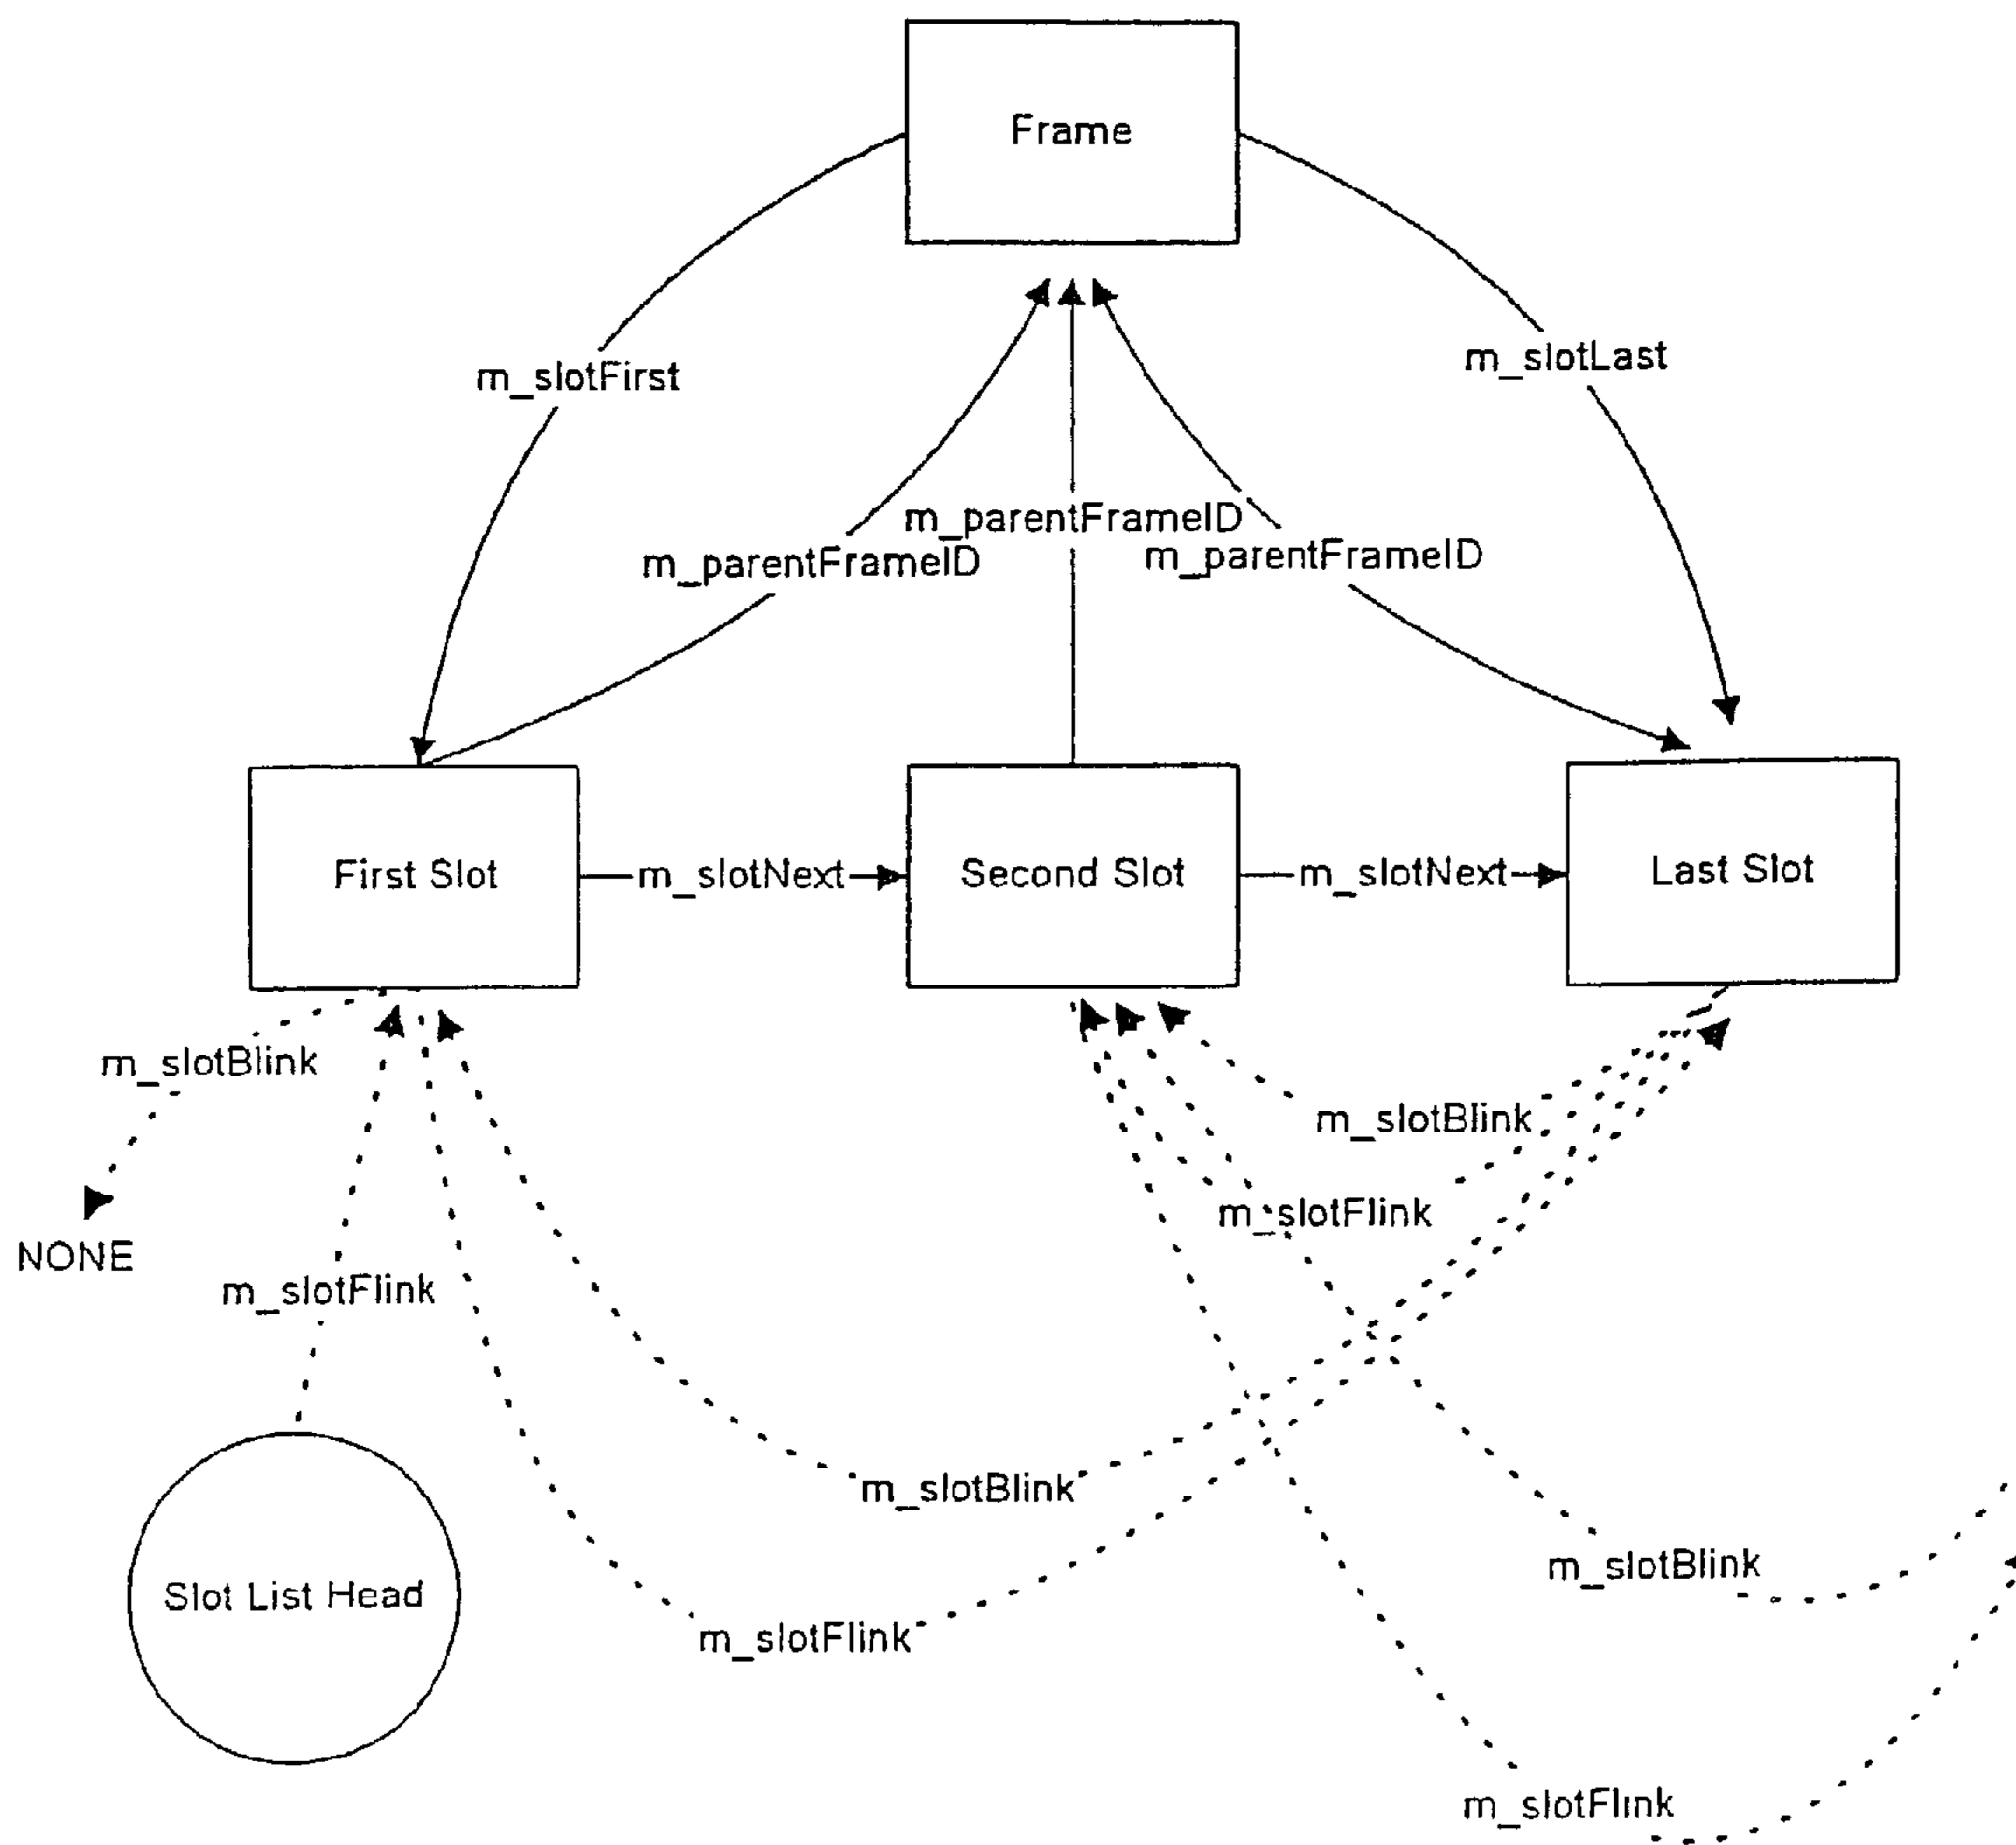 Frame
m_slotFirst
m_slotLast
m_parentFrameID
m_parentFrameID
m_parentFrameID
First Slot
m_slotNext
Second Slot
m_slotNext
Last Slot
m_slotBlink
m_slotBlink
m_slotFlink
NONE
m_slotFlink
m_slotBlink
m_slotBlink
Slot List Head
m_slotFlink
m_slotFlink